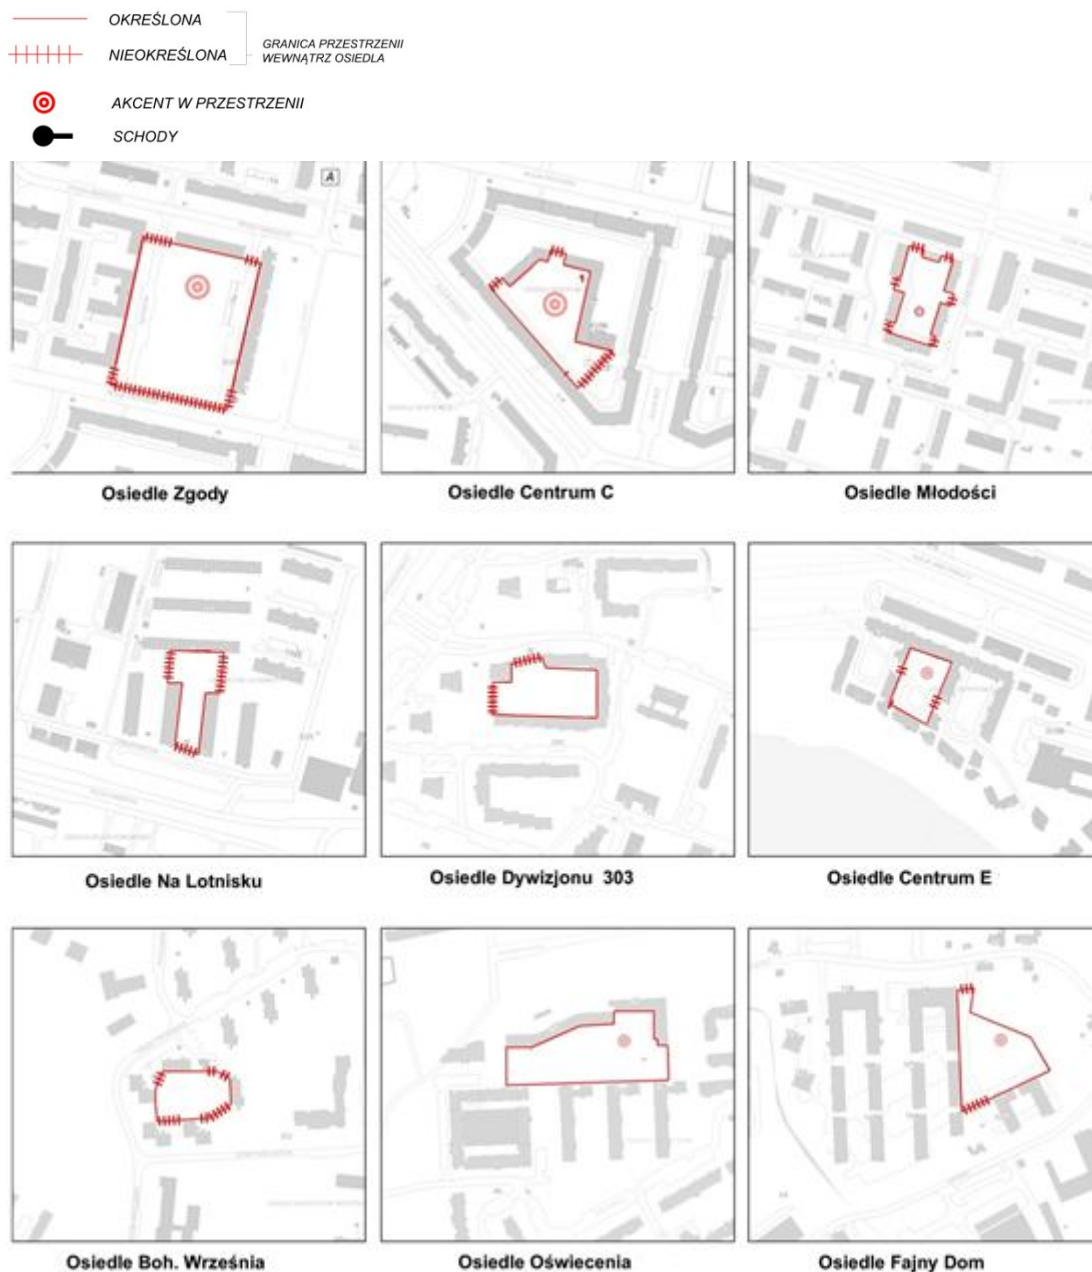 OKREŚLONA
NIEOKREŚLONA
GRANICA PRZESTRZENII
WEWNĄTRZ OSIEDLA
AKCENT W PRZESTRZENII
SCHODY
A
Osiedle Zgody
Osiedle Centrum C
Osiedle Młodości
Osiedle Na Lotnisku
Osiedle Dywizjonu 303
Osiedle Centrum E
Osiedle Boh. Września
Osiedle Oświecenia
Osiedle Fajny Dom